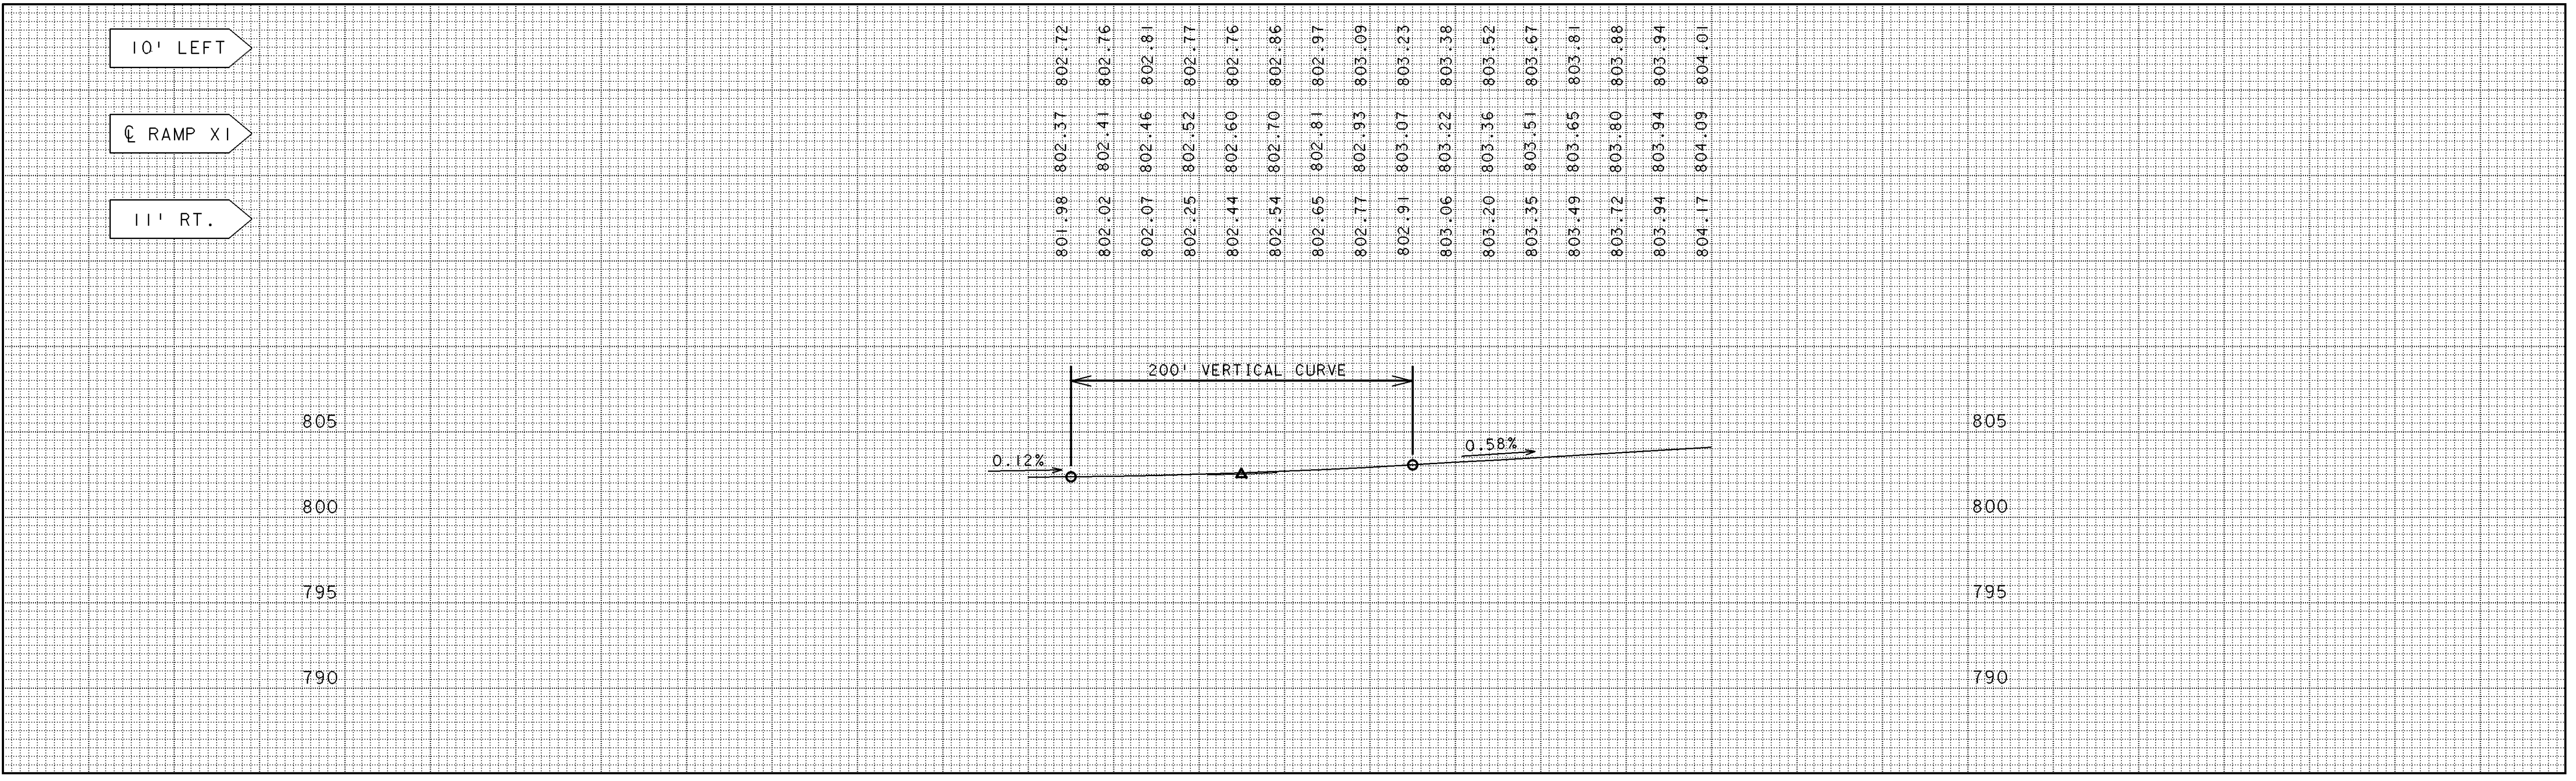 10' LEFT 802.72 802.76 802.81 802.77 802.76 802.86 802.97 803.09 803.23 803.38 803.52 803.67 803.81 803.88 803.94 804.01
℄ RAMP X1 802.37 802.41 802.46 802.52 802.60 802.70 802.81 802.93 803.07 803.22 803.36 803.51 803.65 803.80 803.94 804.09
11' RT. 801.98 802.02 802.07 802.25 802.44 802.54 802.65 802.77 802.91 803.06 803.20 803.35 803.49 803.72 803.94 804.17
200' VERTICAL CURVE
805 805
0.12% 0.58%
800 800
795 795
790 790